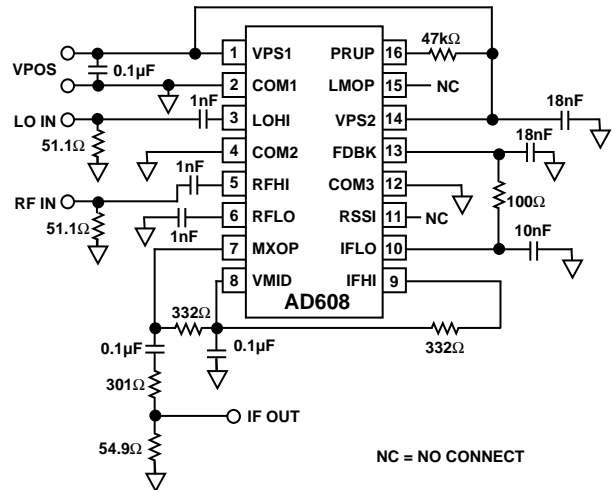 47kΩ
1 VPS1 PRUP 16
VPOS 0.1µF
2 COM1 LMOP 15 NC
1nF
18nF
LO IN 3 LOHI VPS2 14
18nF
51.1Ω 4 COM2 FDBK 13
1nF
RF IN 5 RFHI COM3 12
100Ω
51.1Ω 1nF 6 RFLO RSSI 11 NC
10nF
7 MXOP IFLO 10
8 VMID IFHI 9
AD608
332Ω
332Ω
0.1µF 0.1µF
301Ω
IF OUT
54.9Ω
NC = NO CONNECT